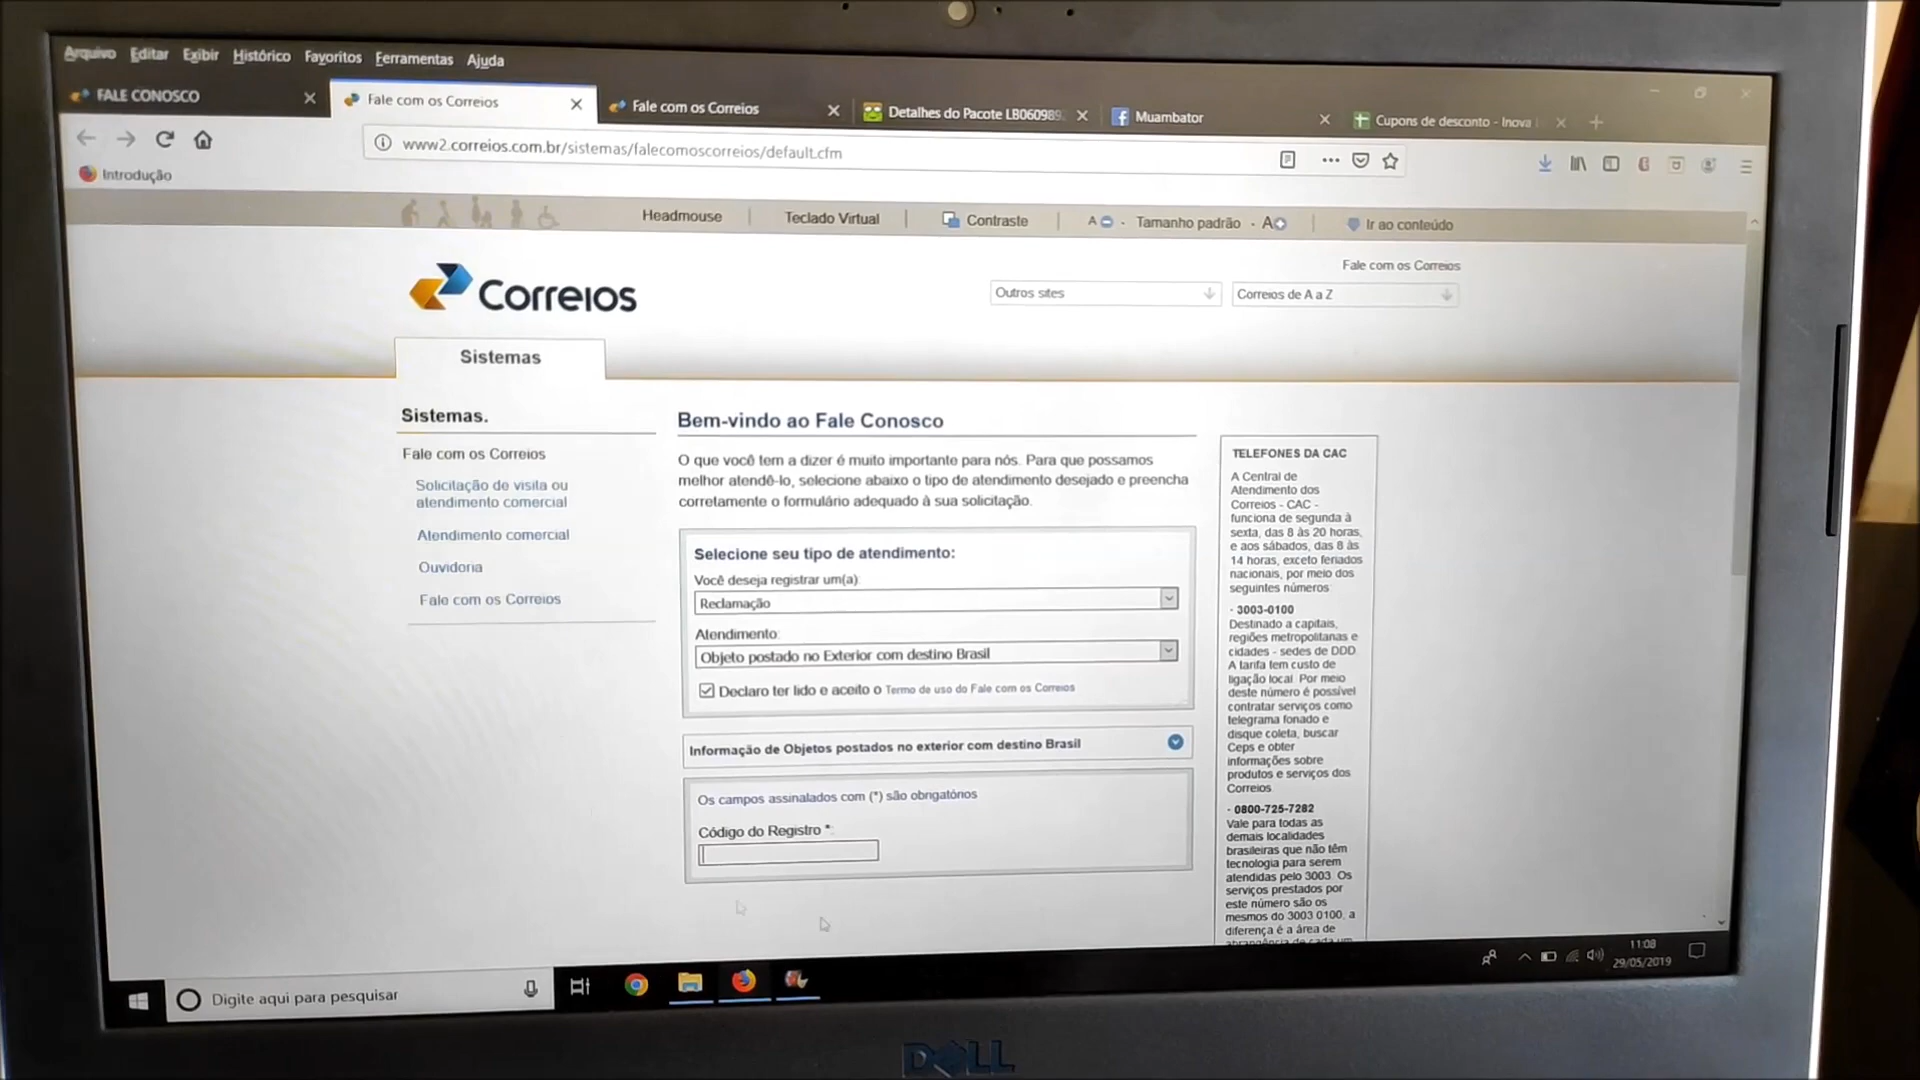 Arquivo Editar Exibir Histórico Favoritos Ferramentas Ajuda
FALE CONOSCO
Fale com os Correios
Fale com os Correios
Detalhes do Pacote LB060989
Muambator
Cupons de desconto - Inova
www2.correios.com.br/sistemas/falecomoscorreios/default.cfm
Introdução
Headmouse
Teclado Virtual
Contraste
A - Tamanho padrão - A
Ir ao conteúdo
Correios
Fale com os Correios
Outros sites
Correios de A a Z
Sistemas
Sistemas.
Fale com os Correios
Solicitação de visita ou
atendimento comercial
Atendimento comercial
Ouvidoria
Fale com os Correios
Bem-vindo ao Fale Conosco
O que você tem a dizer é muito importante para nós. Para que possamos
melhor atendê-lo, selecione abaixo o tipo de atendimento desejado e preencha
corretamente o formulário adequado à sua solicitação.
Selecione seu tipo de atendimento:
Você deseja registrar um(a):
Reclamação
Atendimento:
Objeto postado no Exterior com destino Brasil
Declaro ter lido e aceito o Termo de uso do Fale com os Correios
Informação de Objetos postados no exterior com destino Brasil
Os campos assinalados com (*) são obrigatórios
Código do Registro *:
TELEFONES DA CAC
A Central de
Atendimento dos
Correios - CAC -
funciona de segunda à
sexta, das 8 às 20 horas,
e aos sábados, das 8 às
14 horas, exceto feriados
nacionais, por meio dos
seguintes números:
- 3003-0100
Destinado a capitais,
regiões metropolitanas e
cidades - sedes de DDD.
A tarifa tem custo de
ligação local. Por meio
deste número é possível
contratar serviços como
telegrama fonado e
disque coleta, buscar
Ceps e obter
informações sobre
produtos e serviços dos
Correios.
- 0800-725-7282
Vale para todas as
demais localidades
brasileiras que não têm
tecnologia para serem
atendidas pelo 3003. Os
serviços prestados por
este número são os
mesmos do 3003 0100, a
diferença é a área de
abrangência de cada um
Digite aqui para pesquisar
11:08
29/05/2019
DELL